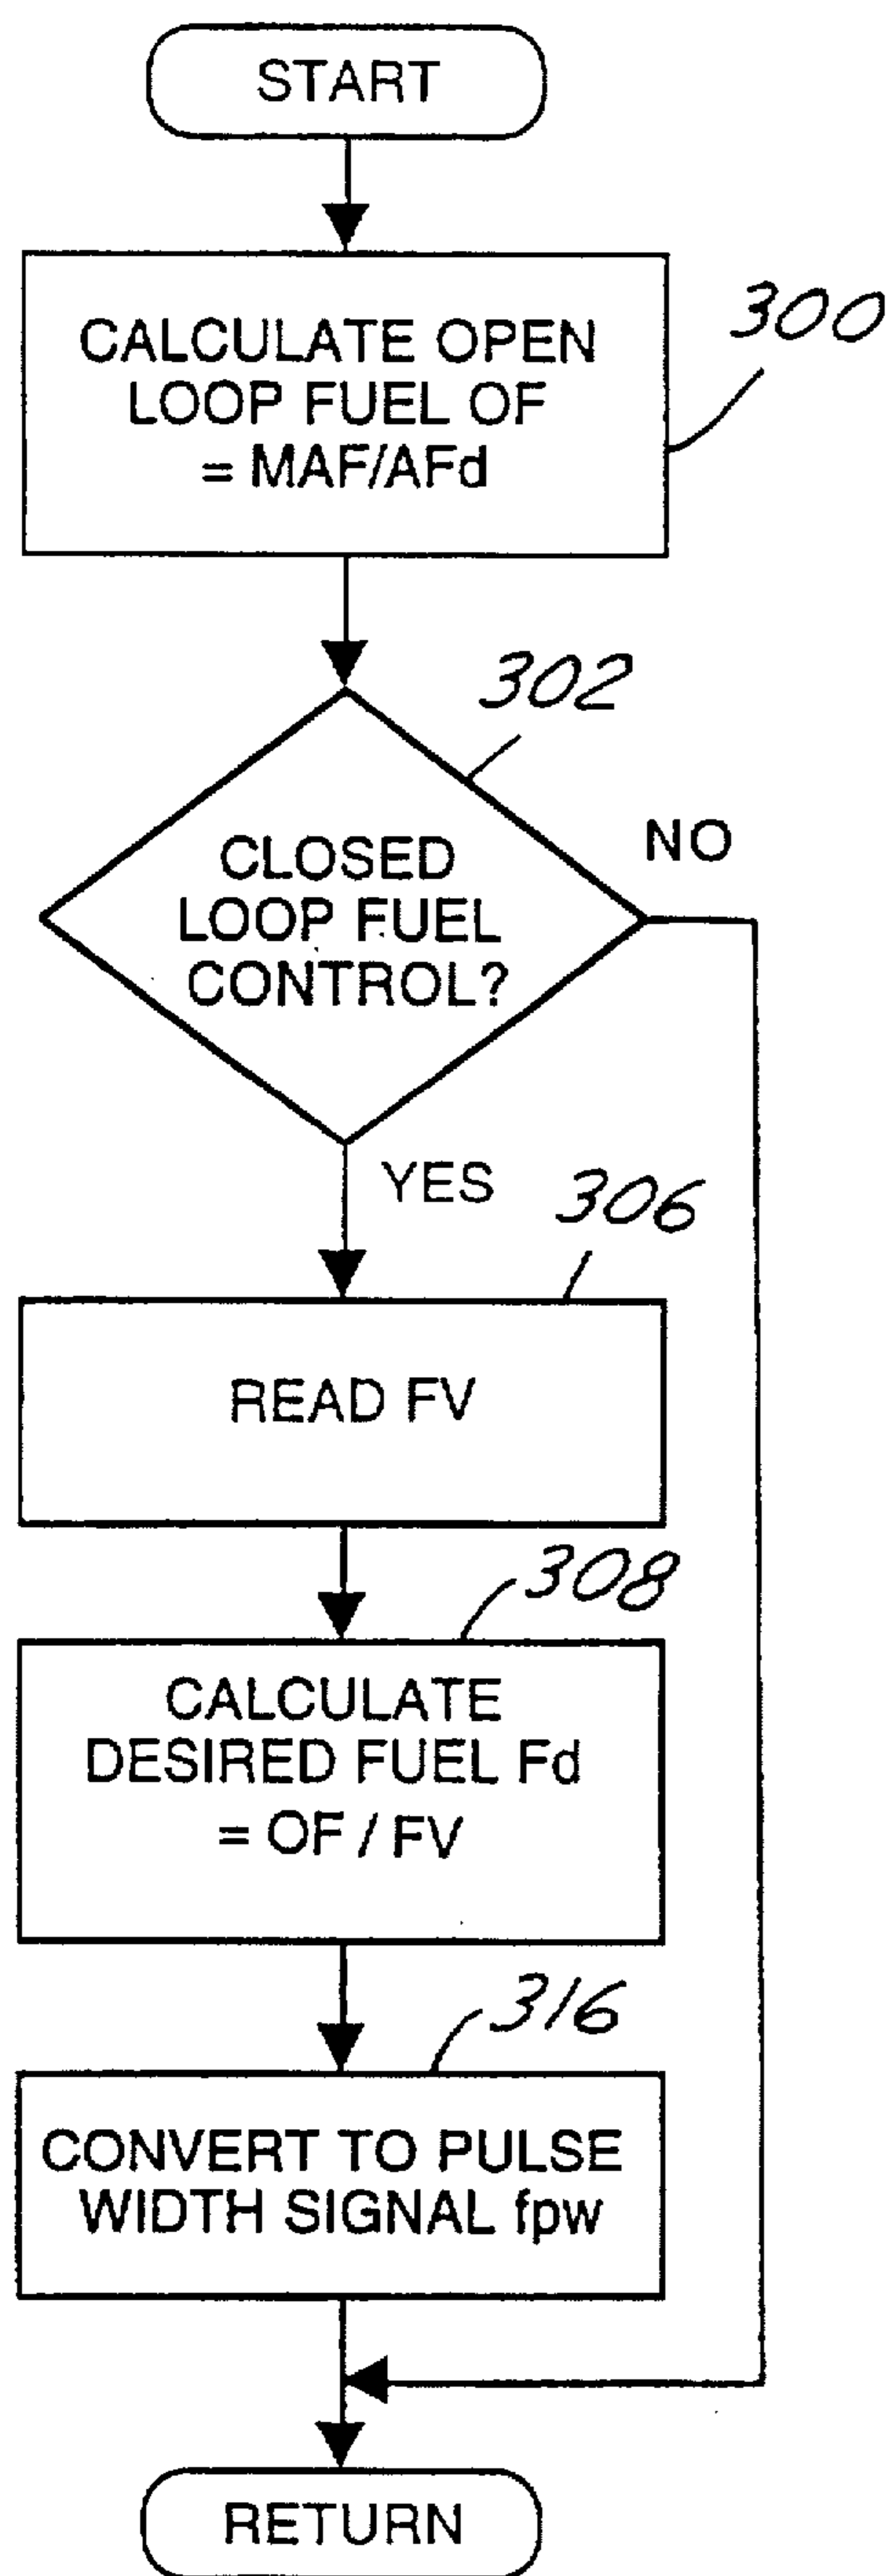 START
CALCULATE OPEN
LOOP FUEL OF
= MAF/AFd
300
302
CLOSED
LOOP FUEL
CONTROL?
NO
YES
306
READ FV
308
CALCULATE
DESIRED FUEL Fd
= OF / FV
316
CONVERT TO PULSE
WIDTH SIGNAL fpw
RETURN